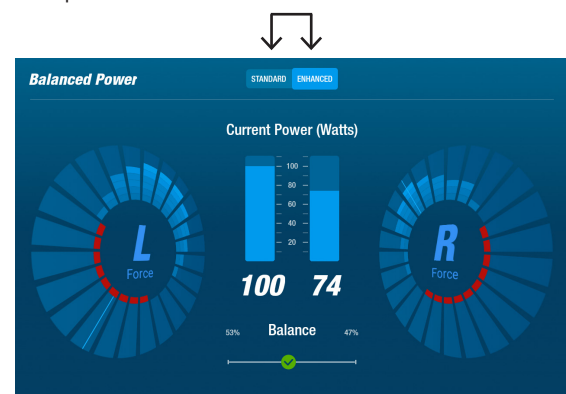 Balanced Power
STANDARD ENHANCED
Current Power (Watts)
100
80
60
40
20
L
Force
R
Force
100 74
53% Balance 47%